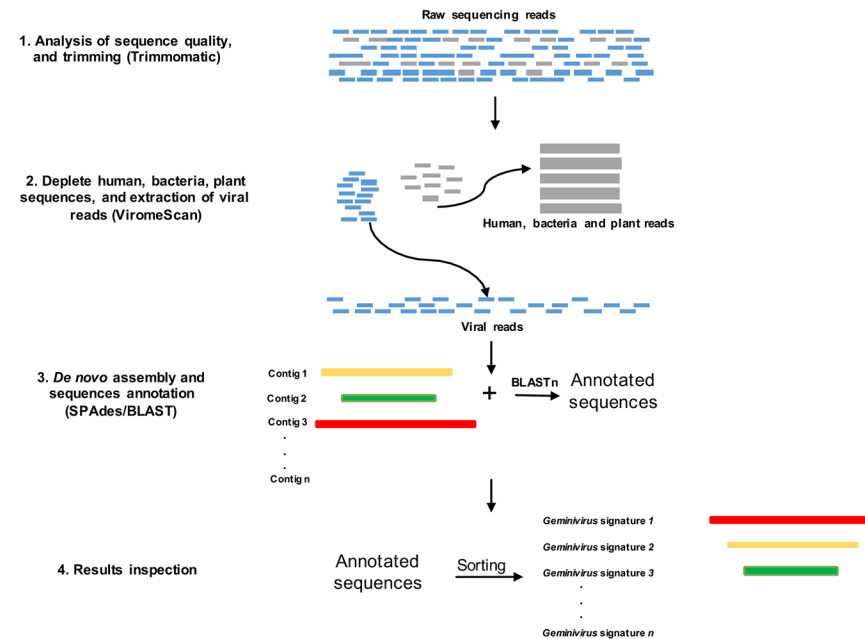 Raw sequencing reads
1. Analysis of sequence quality,
and trimming (Trimmomatic)
2. Deplete human, bacteria, plant
sequences, and extraction of viral
reads (ViromeScan)
Human, bacteria and plant reads
Viral reads
3. De novo assembly and
sequences annotation
(SPAdes/BLAST)
Contig 1
Contig 2
Contig 3
.
.
.
Contig n
+
BLASTn
Annotated
sequences
4. Results inspection
Annotated
sequences
Sorting
Geminivirus signature 1
Geminivirus signature 2
Geminivirus signature 3
.
.
.
Geminivirus signature n